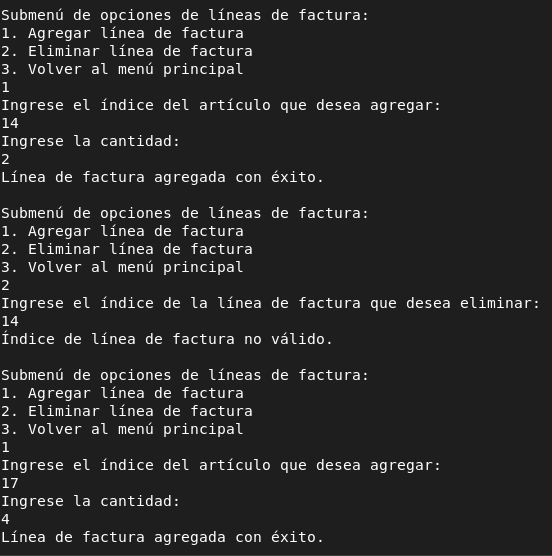 Submenú de opciones de líneas de factura:
1. Agregar línea de factura
2. Eliminar línea de factura
3. Volver al menú principal
1
Ingrese el índice del artículo que desea agregar:
14
Ingrese la cantidad:
2
Línea de factura agregada con éxito.
Submenú de opciones de líneas de factura:
1. Agregar línea de factura
2. Eliminar línea de factura
3. Volver al menú principal
2
Ingrese el índice de la línea de factura que desea eliminar:
14
Índice de línea de factura no válido.
Submenú de opciones de líneas de factura:
1. Agregar línea de factura
2. Eliminar línea de factura
3. Volver al menú principal
1
Ingrese el índice del artículo que desea agregar:
17
Ingrese la cantidad:
4
Línea de factura agregada con éxito.